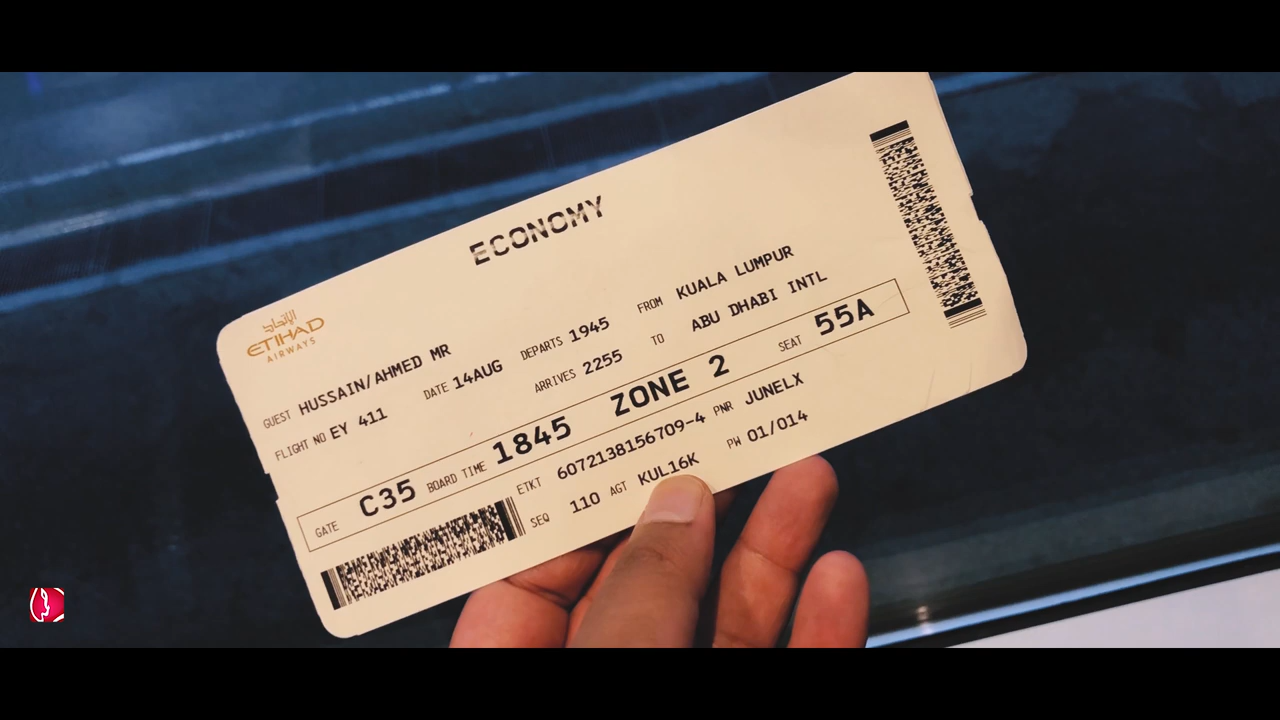 ECONOMY
الإتحاد
ETIHAD
AIRWAYS
GUEST HUSSAIN/AHMED MR
FROM KUALA LUMPUR
FLIGHT NO EY 411 DATE 14AUG DEPARTS 1945
TO ABU DHABI INTL
ARRIVES 2255
GATE C35 BOARD TIME 1845 ZONE 2 SEAT 55A
ETKT 6072138156709-4 PNR JUNELX
SEQ 110 AGT KUL16K PW 01/014